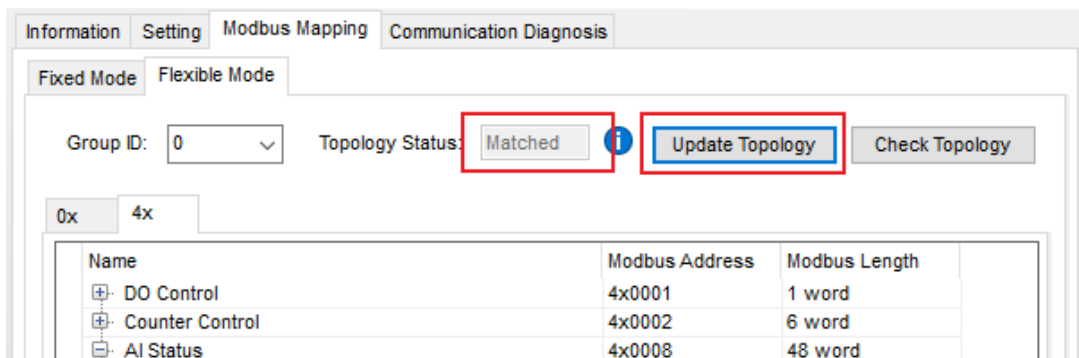 Information Setting Modbus Mapping Communication Diagnosis
Fixed Mode Flexible Mode
Group ID: 0 Topology Status: Matched i Update Topology Check Topology
0x 4x
Name Modbus Address Modbus Length
DO Control 4x0001 1 word
Counter Control 4x0002 6 word
AI Status 4x0008 48 word